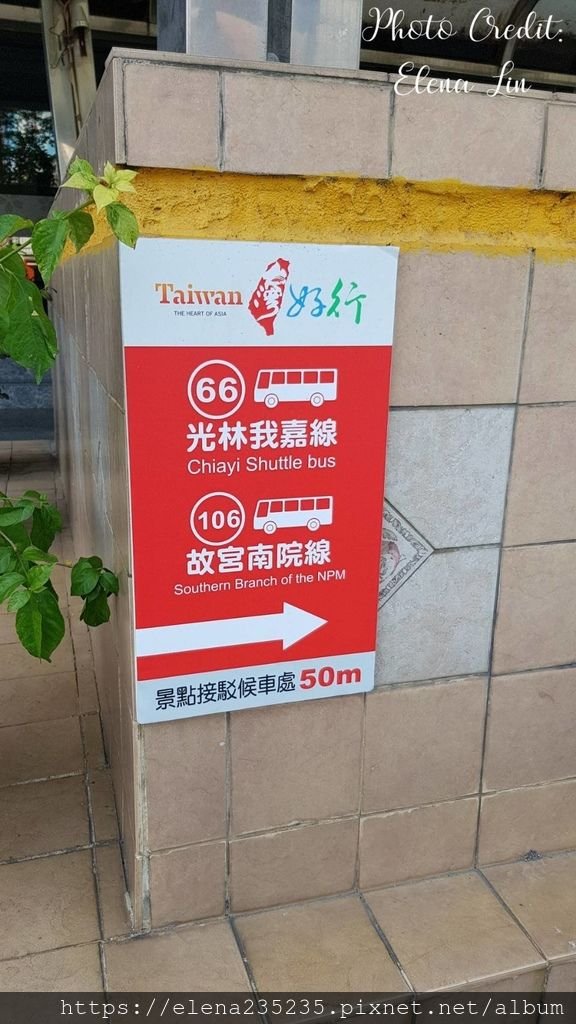 Photo Credit:
Elena Lin
Taiwan 灣 好行
THE HEART OF ASIA
66
光林我嘉線
Chiayi Shuttle bus
106
故宮南院線
Southern Branch of the NPM
景點接駁候車處 50m
https://elena235235.pixnet.net/album